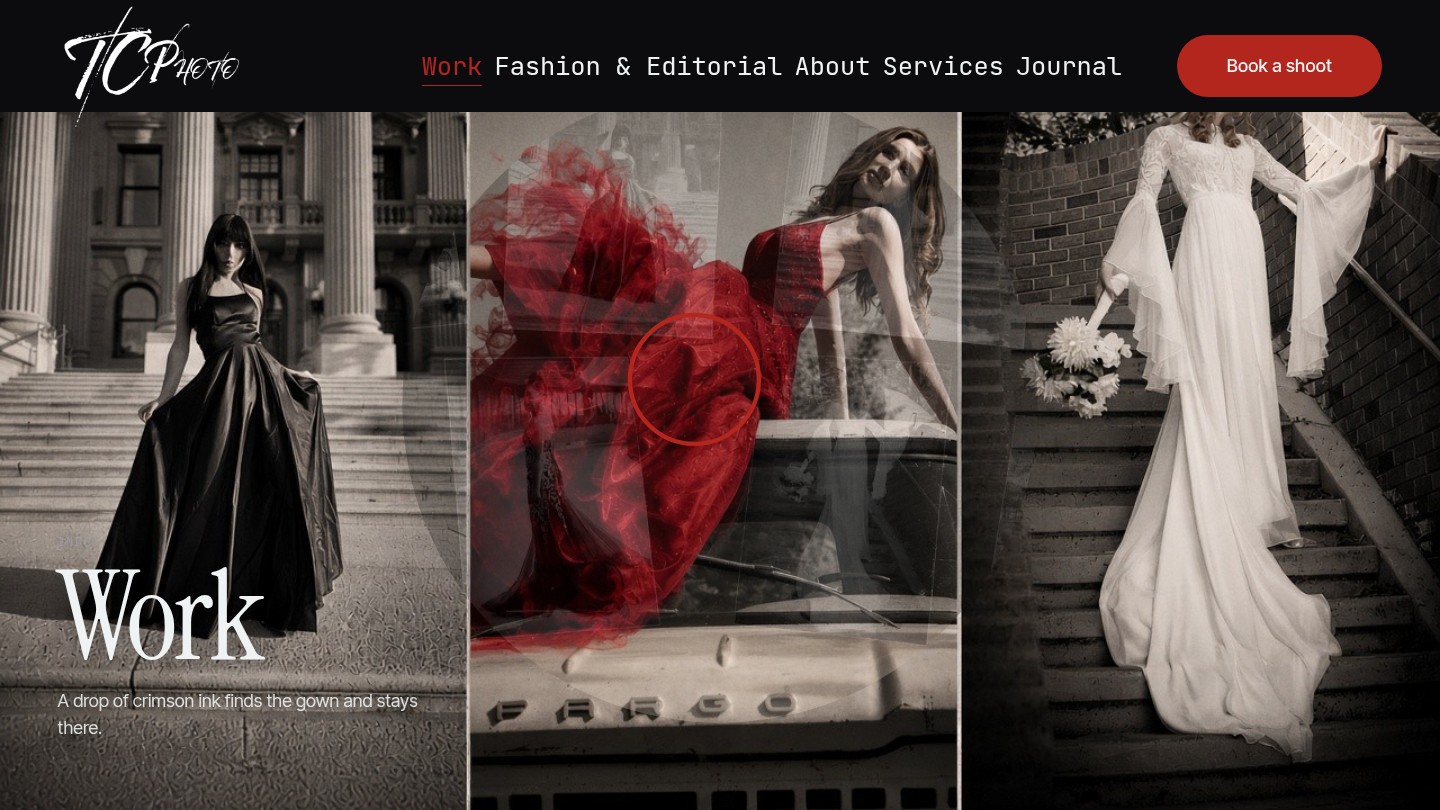 TCPHOTO
Work Fashion & Editorial About Services Journal
Book a shoot
FARGO
Work
A drop of crimson ink finds the gown and stays
there.